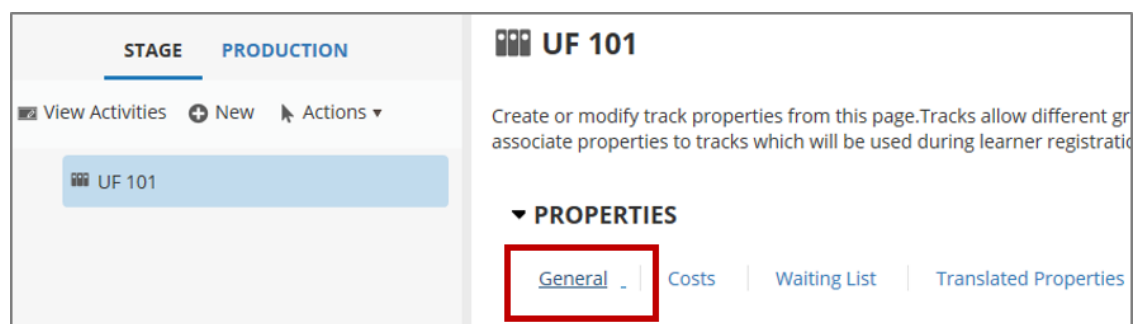 STAGE PRODUCTION
View Activities New Actions
UF 101
UF 101
Create or modify track properties from this page.Tracks allow different gr
associate properties to tracks which will be used during learner registratio
PROPERTIES
General Costs Waiting List Translated Properties